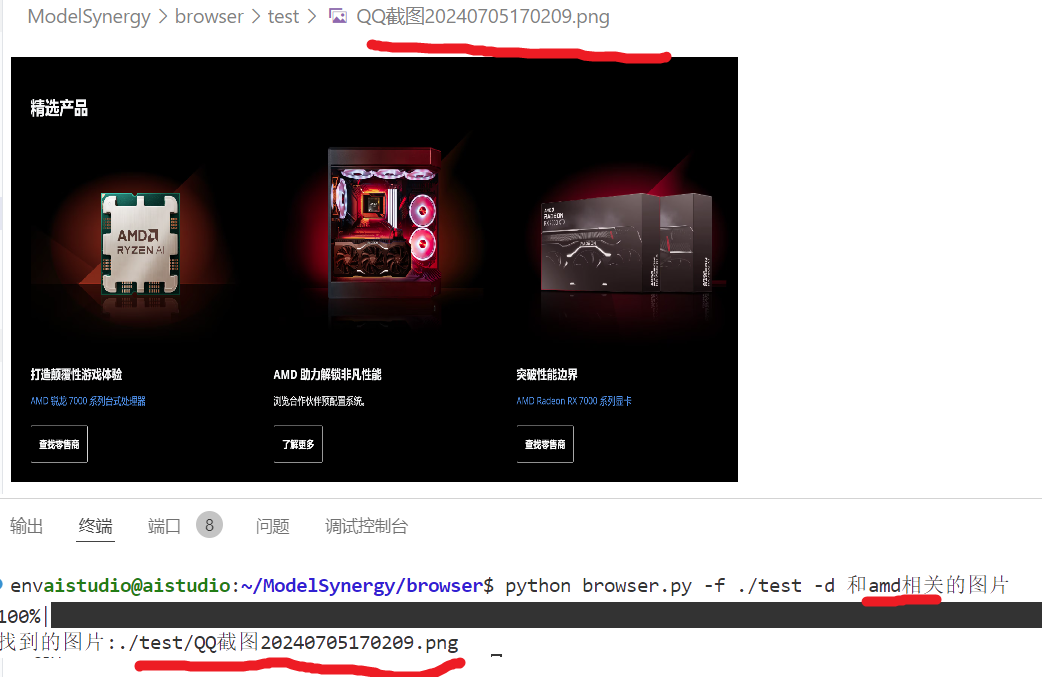 ModelSynergy > browser > test > QQ截图20240705170209.png
精选产品
AMD
RYZEN AI
AMD
RADEON
RADEON
打造颠覆性游戏体验
AMD 助力解锁非凡性能
突破性能边界
AMD 锐龙 7000 系列台式处理器
浏览合作伙伴预配置系统。
AMD Radeon RX 7000 系列显卡
查找零售商
了解更多
查找零售商
输出 终端 端口 8 问题 调试控制台
envaistudio@aistudio:~/ModelSynergy/browser$ python browser.py -f ./test -d 和amd相关的图片
100%|
找到的图片:./test/QQ截图20240705170209.png